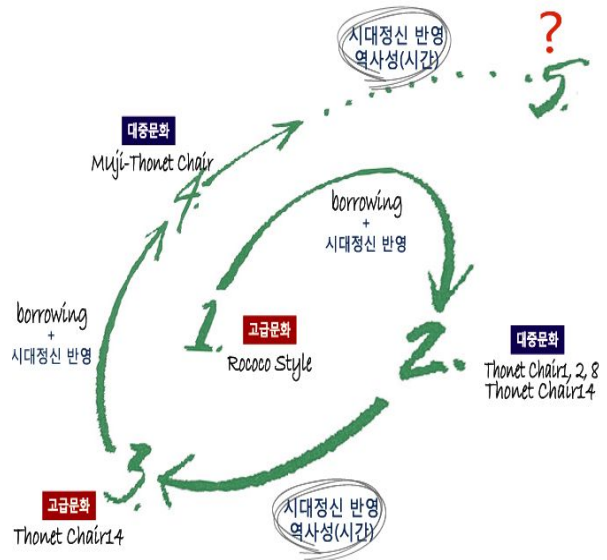 시대정신 반영
역사성(시간)
?
5.
대중문화
Muji-Thonet Chair
4.
borrowing
+
시대정신 반영
borrowing
+
시대정신 반영
1.
고급문화
Rococo Style
2.
대중문화
Thonet Chair1, 2, 8
Thonet Chair14
3.
고급문화
Thonet Chair14
시대정신 반영
역사성(시간)